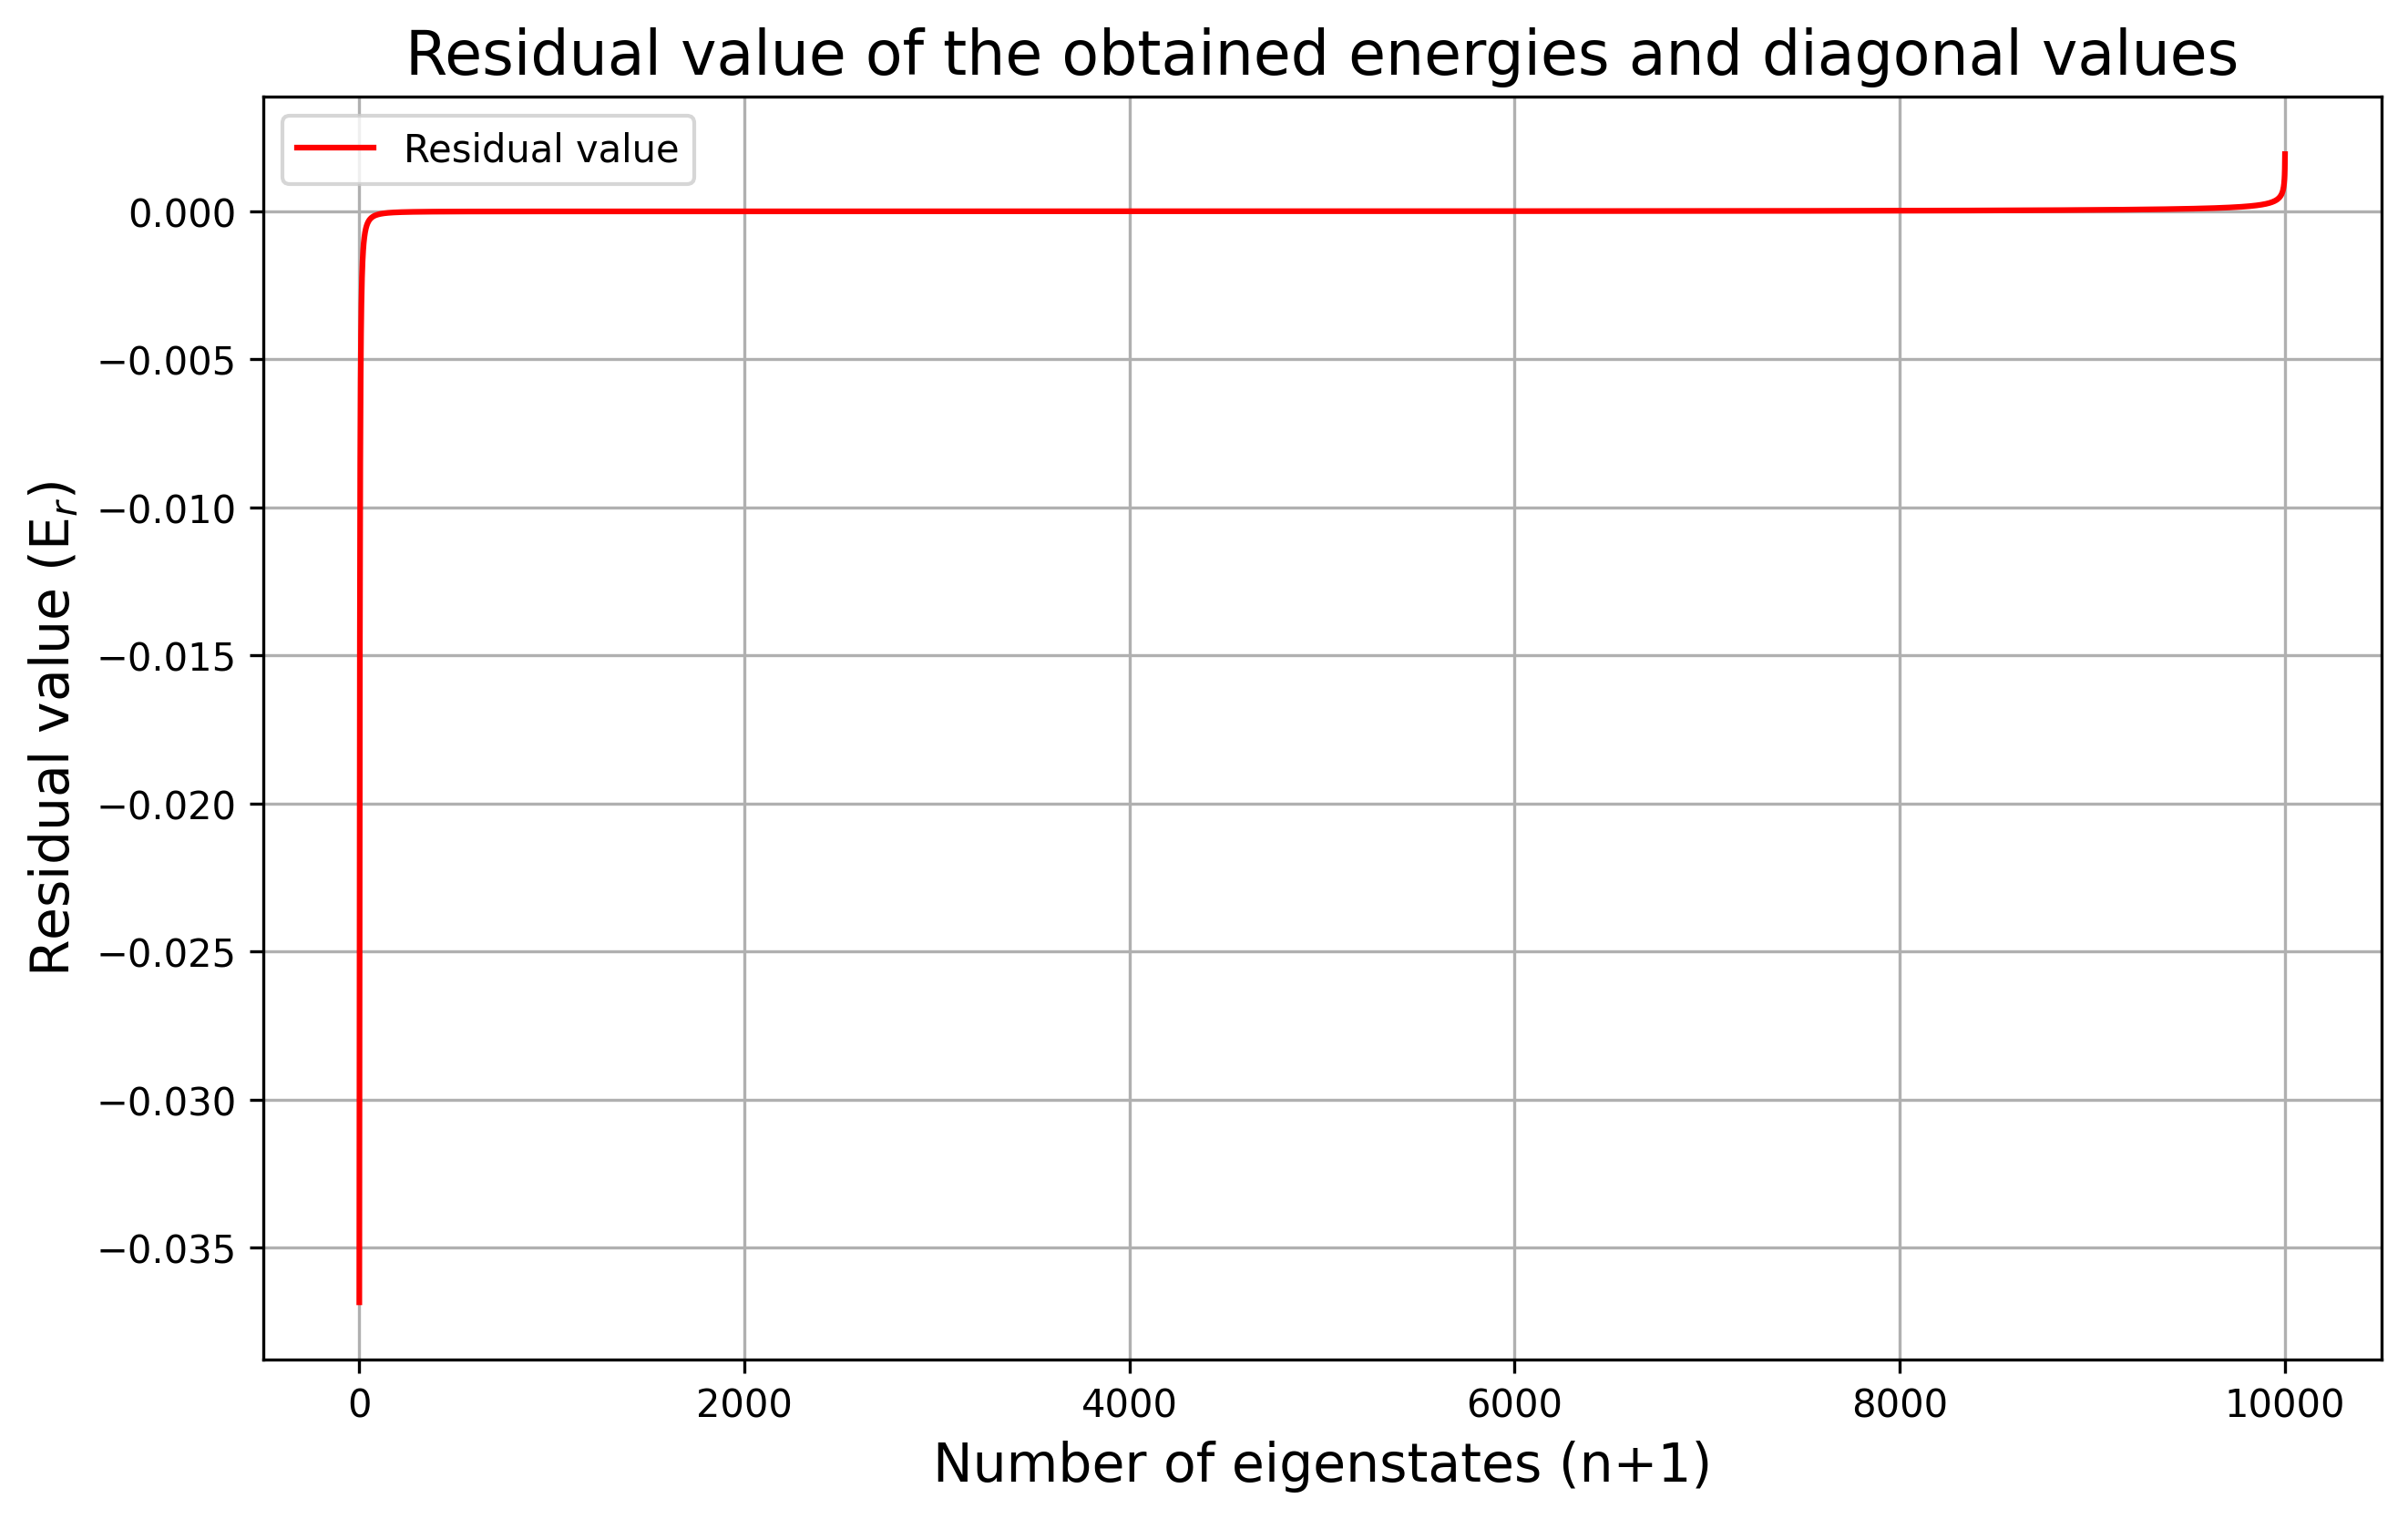 Residual value of the obtained energies and diagonal values
Residual value
0.000
−0.005
−0.010
−0.015
−0.020
−0.025
−0.030
−0.035
Residual value (E_r)
0 2000 4000 6000 8000 10000
Number of eigenstates (n+1)